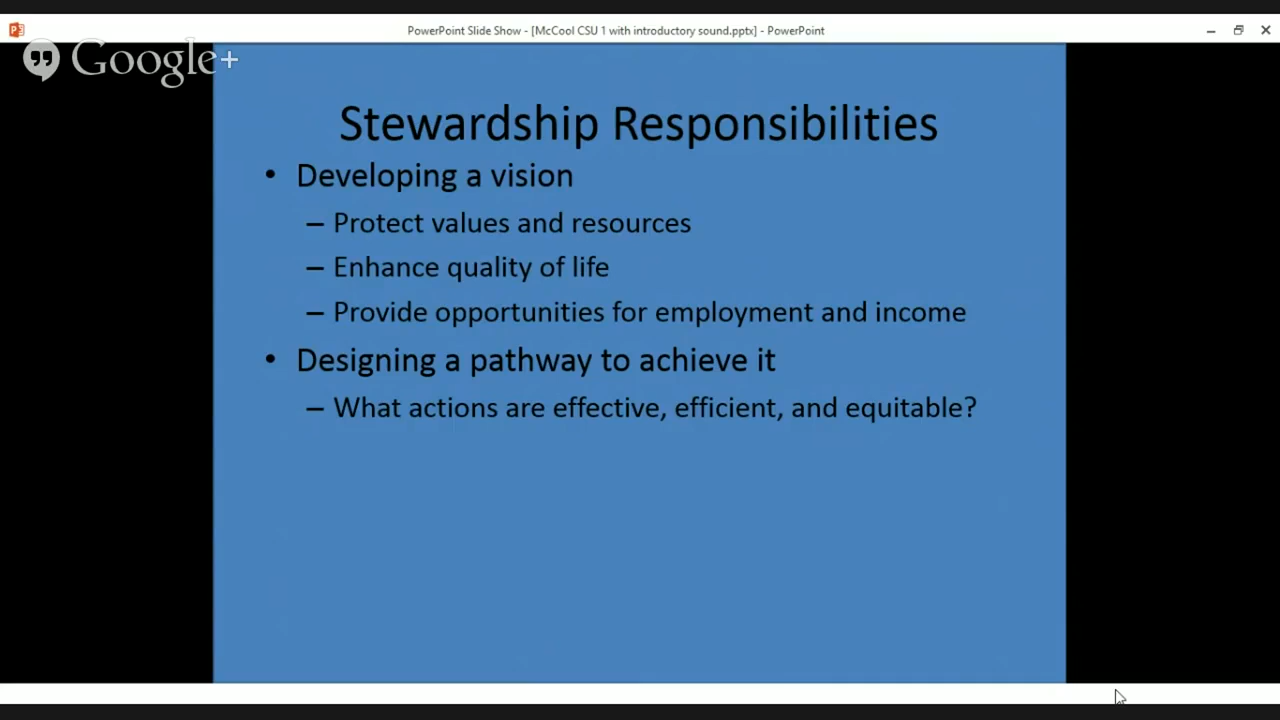 PowerPoint Slide Show - [McCool CSU 1 with introductory sound.pptx] - PowerPoint
Google+
Stewardship Responsibilities
• Developing a vision
– Protect values and resources
– Enhance quality of life
– Provide opportunities for employment and income
• Designing a pathway to achieve it
– What actions are effective, efficient, and equitable?